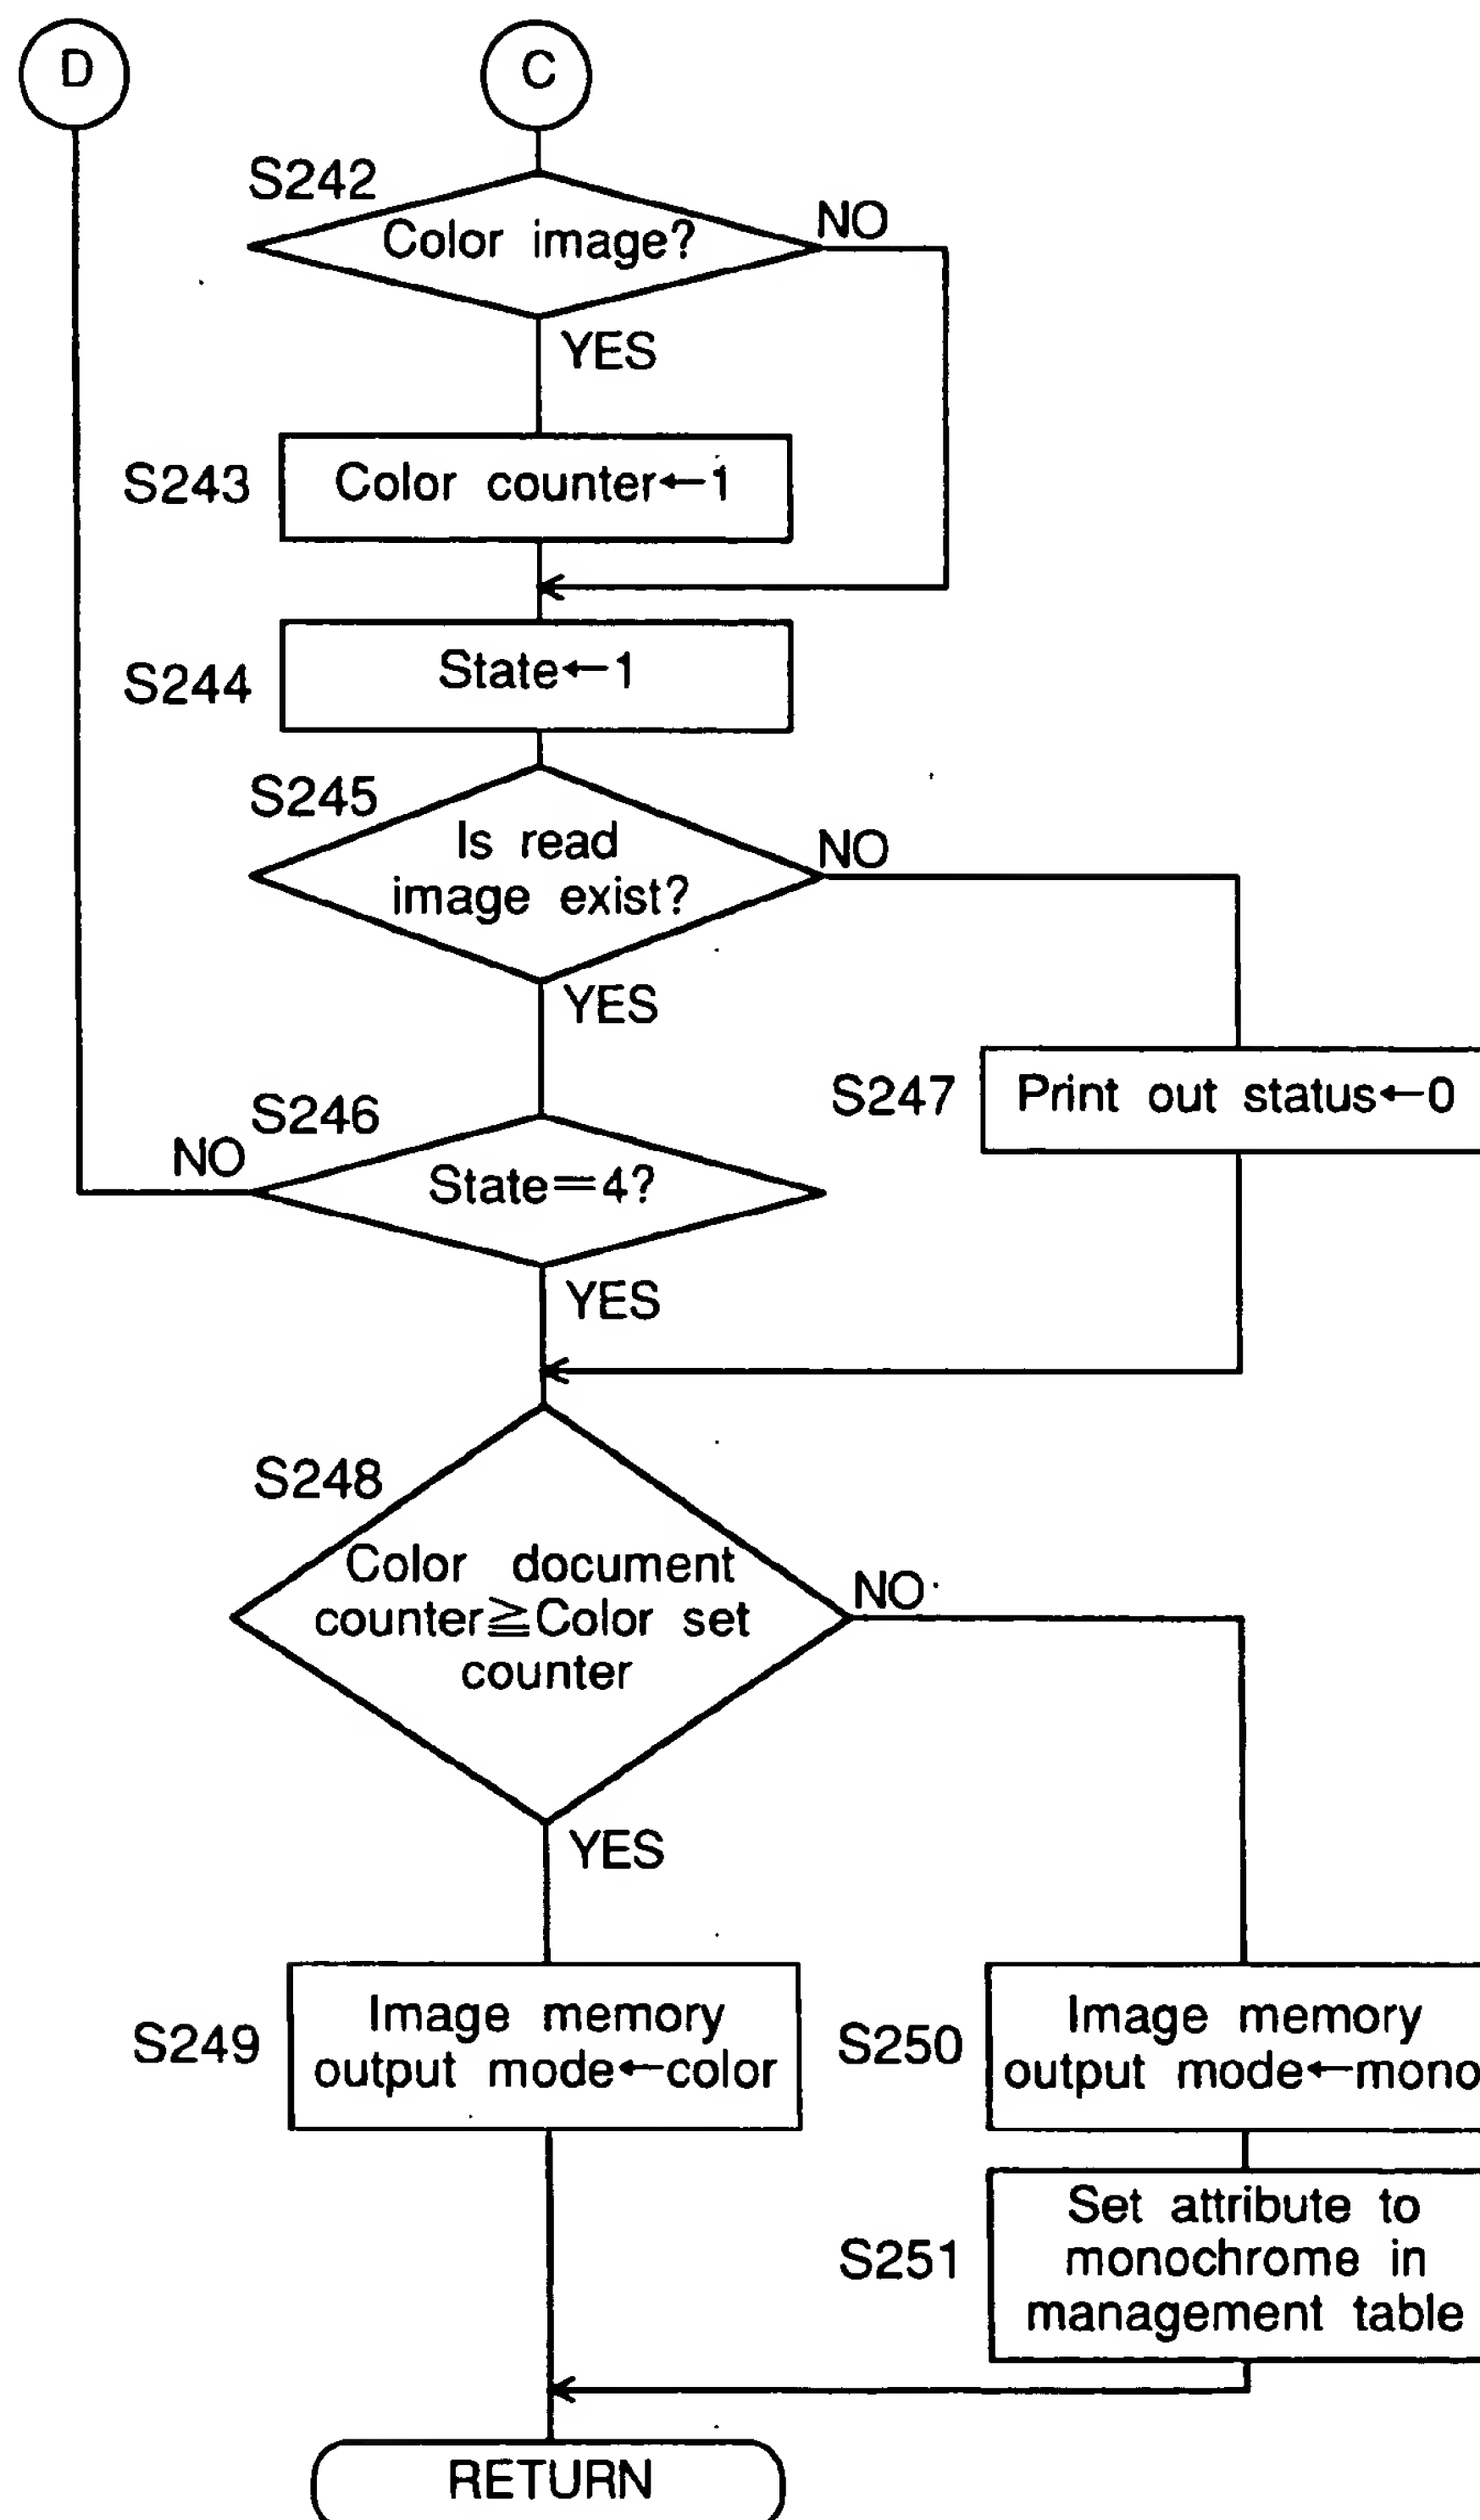 D
C
S242
Color image?
NO
YES
S243
Color counter←1
S244
State←1
S245
Is read
image exist?
NO
YES
S247
Print out status←0
S246
NO
State=4?
YES
S248
Color document
counter≧Color set
counter
NO
YES
S249
Image memory
output mode←color
S250
Image memory
output mode←mono
S251
Set attribute to
monochrome in
management table
RETURN